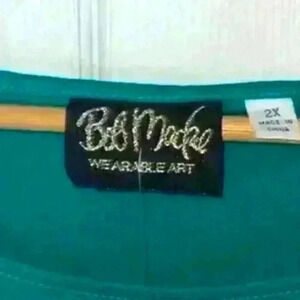 Bob Mackie
WEARABLE ART
2X
MADE IN
CHINA